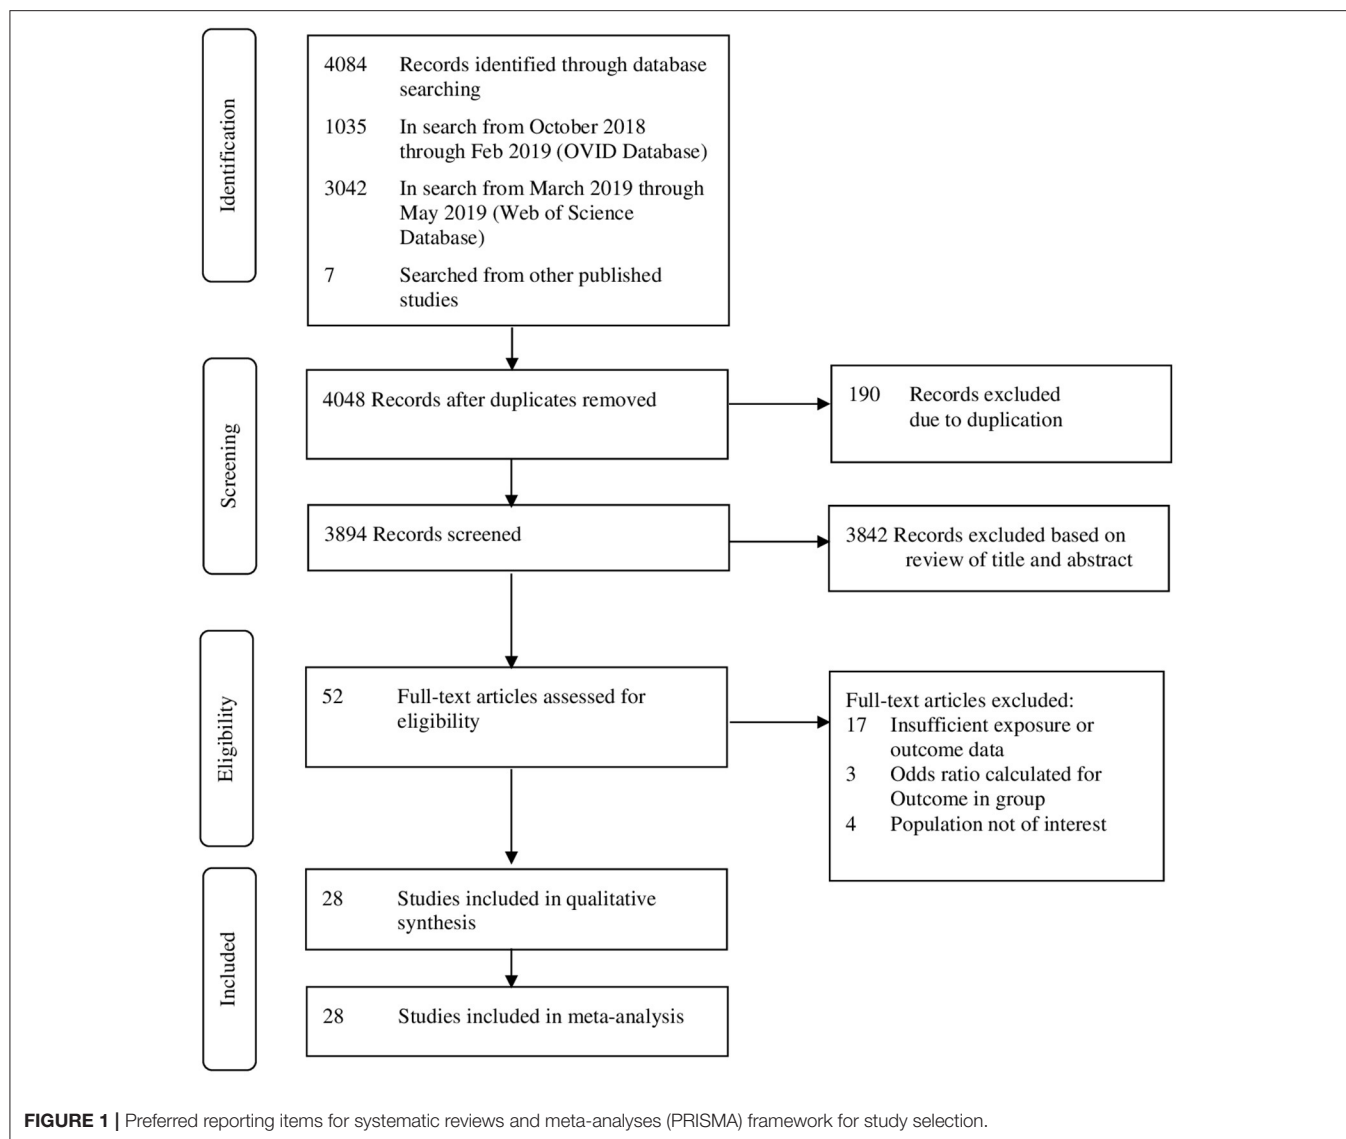 Identification
4084 Records identified through database
searching
1035 In search from October 2018
through Feb 2019 (OVID Database)
3042 In search from March 2019 through
May 2019 (Web of Science
Database)
7 Searched from other published
studies
Screening
4048 Records after duplicates removed
190 Records excluded
due to duplication
3894 Records screened
3842 Records excluded based on
review of title and abstract
Eligibility
52 Full-text articles assessed for
eligibility
Full-text articles excluded:
17 Insufficient exposure or
outcome data
3 Odds ratio calculated for
Outcome in group
4 Population not of interest
Included
28 Studies included in qualitative
synthesis
28 Studies included in meta-analysis
FIGURE 1 | Preferred reporting items for systematic reviews and meta-analyses (PRISMA) framework for study selection.